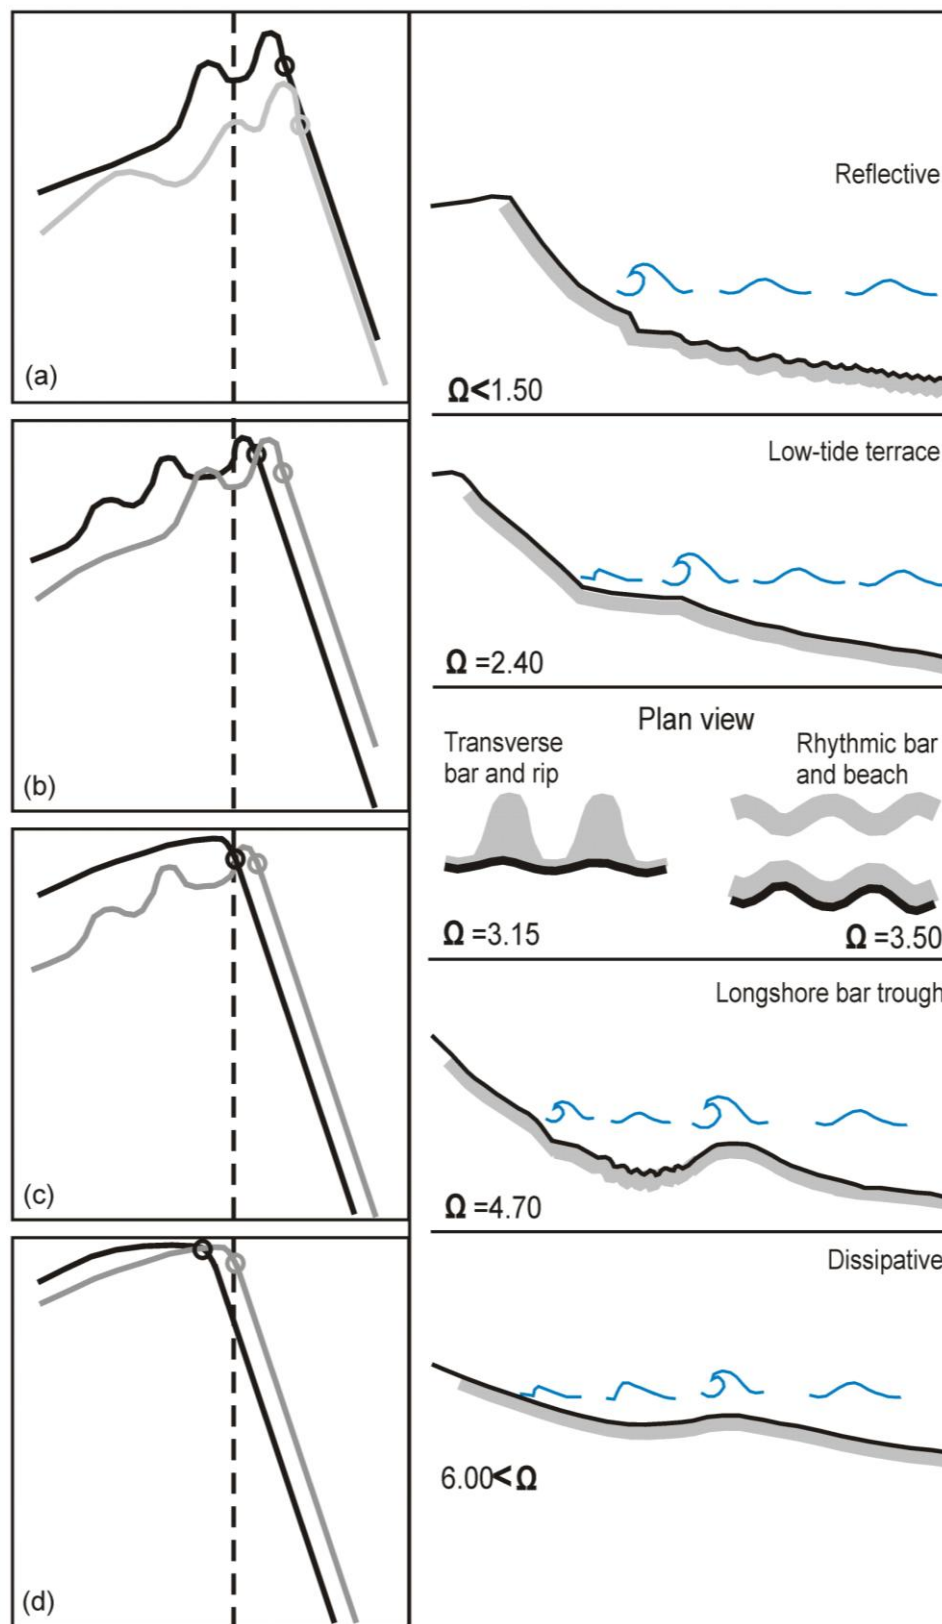 (a)
(b)
(c)
(d)
Reflective
Ω<1.50
Low-tide terrace
Ω =2.40
Plan view
Transverse
bar and rip
Rhythmic bar
and beach
Ω =3.15
Ω =3.50
Longshore bar trough
Ω =4.70
Dissipative
6.00<Ω